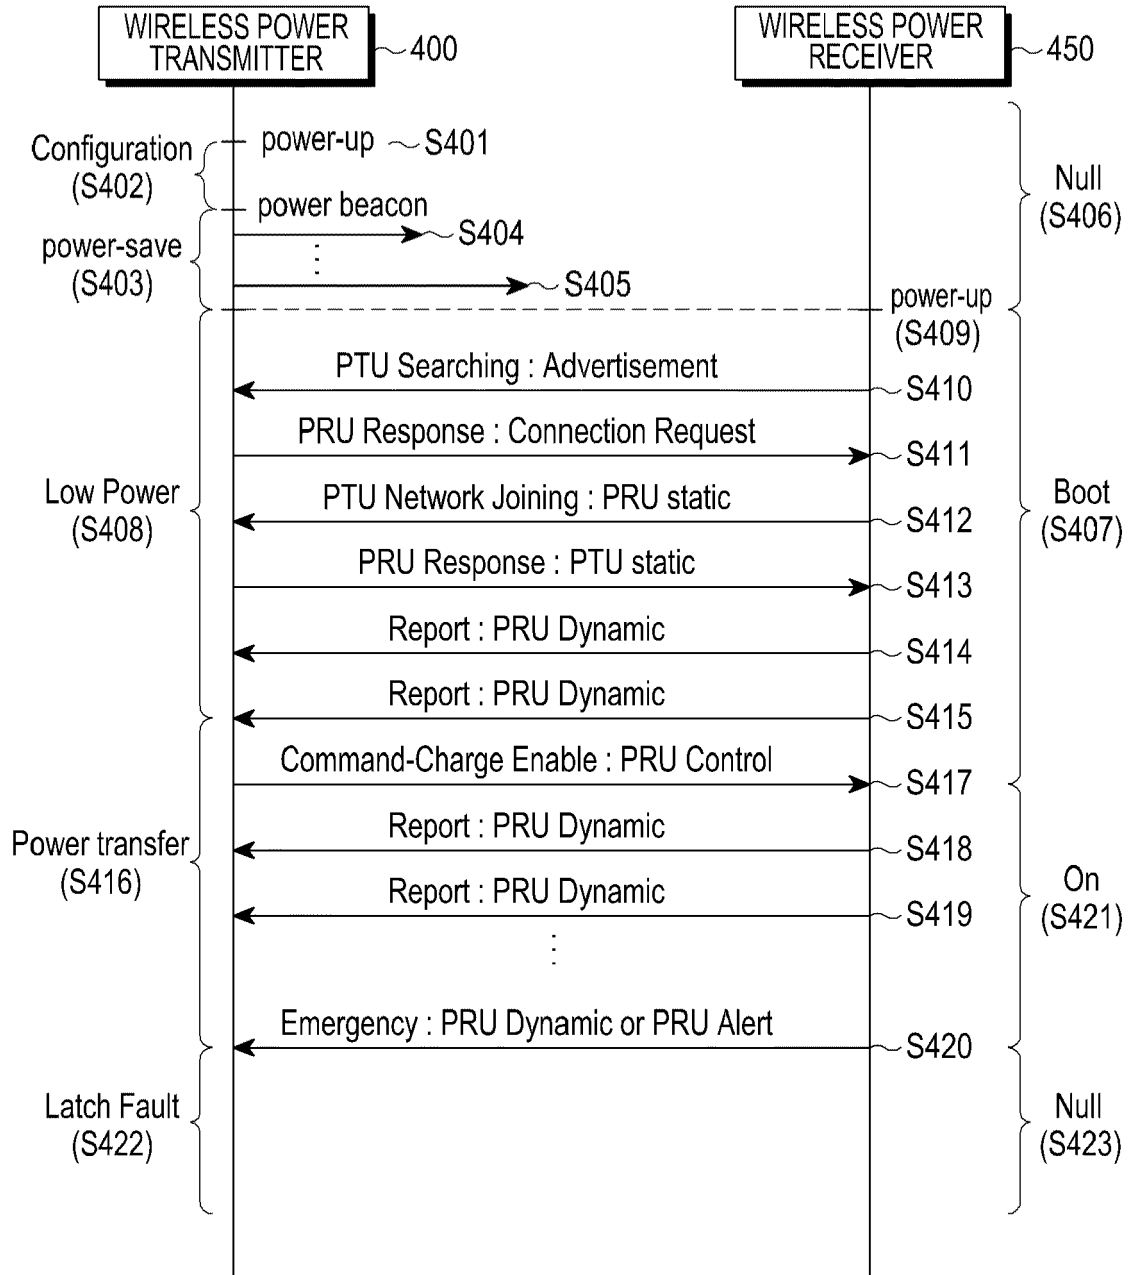 WIRELESS POWER
TRANSMITTER
400
WIRELESS POWER
RECEIVER
450
Configuration
(S402)
power-up
S401
Null
(S406)
power beacon
S404
power-save
(S403)
S405
power-up
(S409)
PTU Searching : Advertisement
S410
PRU Response : Connection Request
S411
Low Power
(S408)
PTU Network Joining : PRU static
S412
Boot
(S407)
PRU Response : PTU static
S413
Report : PRU Dynamic
S414
Report : PRU Dynamic
S415
Command-Charge Enable : PRU Control
S417
Power transfer
(S416)
Report : PRU Dynamic
S418
Report : PRU Dynamic
S419
On
(S421)
Emergency : PRU Dynamic or PRU Alert
S420
Latch Fault
(S422)
Null
(S423)